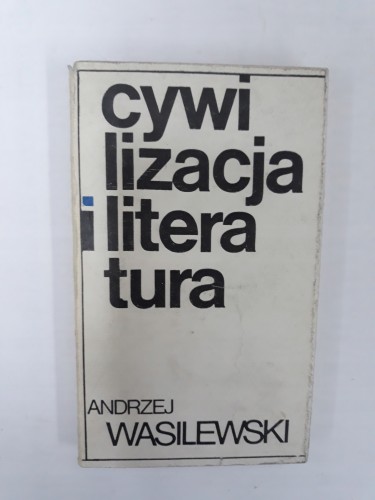 cywi
lizacja
i litera
tura
ANDRZEJ
WASILEWSKI